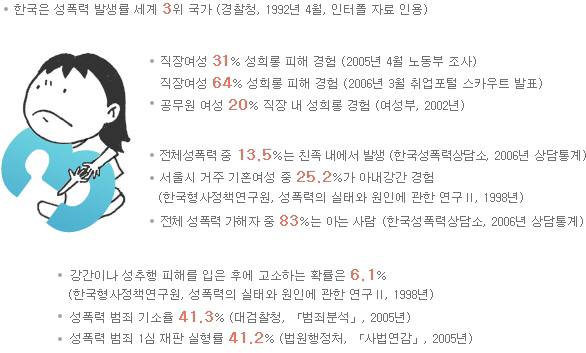 • 한국은 성폭력 발생률 세계 3위 국가 (경찰청, 1992년 4월, 인터폴 자료 인용)
• 직장여성 31% 성희롱 피해 경험 (2005년 4월 노동부 조사)
직장여성 64% 성희롱 피해 경험 (2006년 3월 취업포털 스카우트 발표)
• 공무원 여성 20% 직장 내 성희롱 경험 (여성부, 2002년)
• 전체성폭력 중 13.5%는 친족 내에서 발생 (한국성폭력상담소, 2006년 상담통계)
• 서울시 거주 기혼여성 중 25.2%가 아내강간 경험
(한국형사정책연구원, 성폭력의 실태와 원인에 관한 연구Ⅱ, 1998년)
• 전체 성폭력 가해자 중 83%는 아는 사람 (한국성폭력상담소, 2006년 상담통계)
• 강간이나 성추행 피해를 입은 후에 고소하는 확률은 6.1%
(한국형사정책연구원, 성폭력의 실태와 원인에 관한 연구Ⅱ, 1998년)
• 성폭력 범죄 기소율 41.3% (대검찰청, 「범죄분석」, 2005년)
• 성폭력 범죄 1심 재판 실형률 41.2% (법원행정처, 「사법연감」, 2005년)